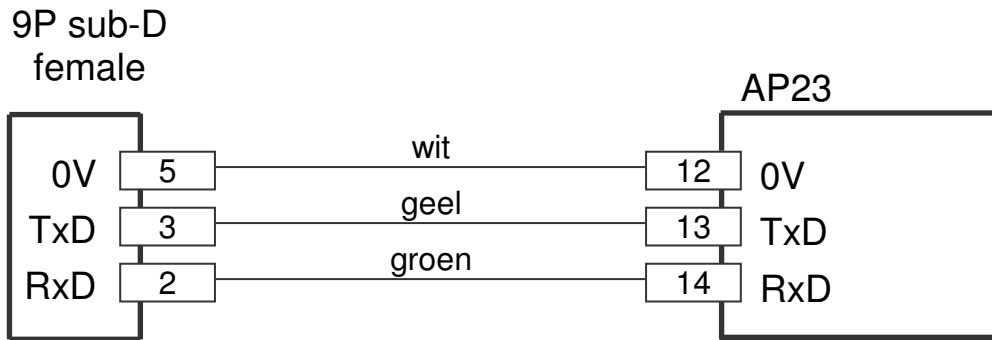 9P sub-D
female
AP23
0V 5 wit 12 0V
TxD 3 geel 13 TxD
RxD 2 groen 14 RxD